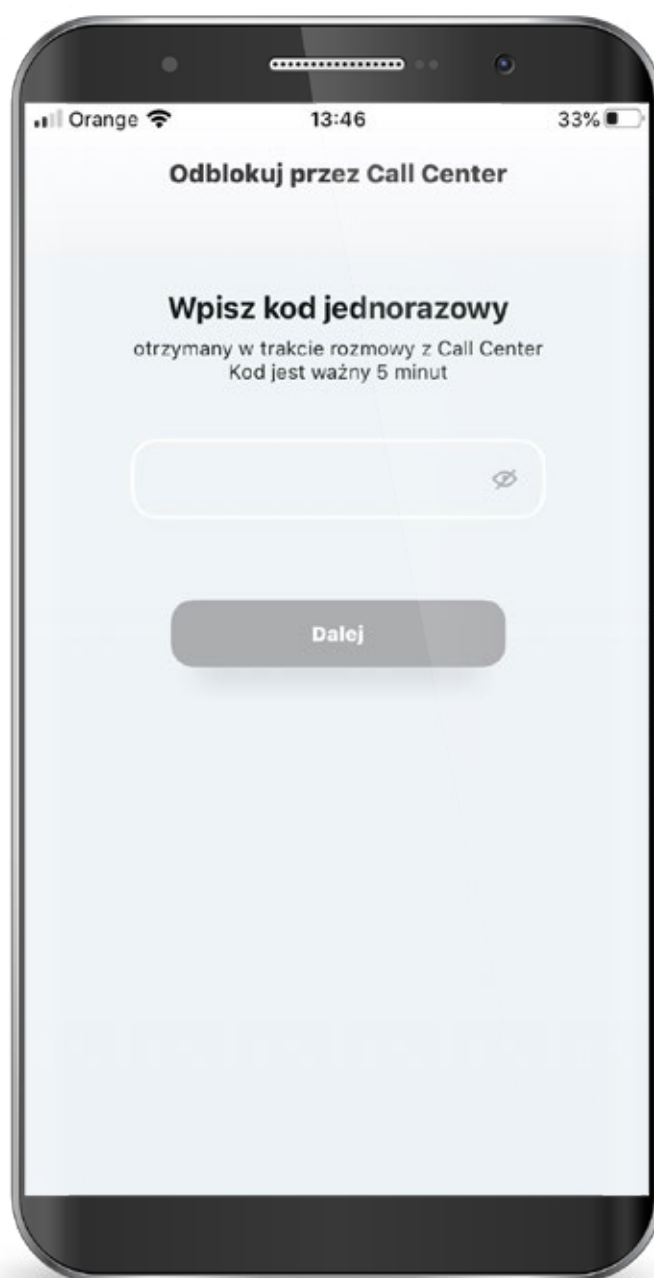 Orange 13:46 33%
Odblokuj przez Call Center
Wpisz kod jednorazowy
otrzymany w trakcie rozmowy z Call Center
Kod jest ważny 5 minut
Dalej